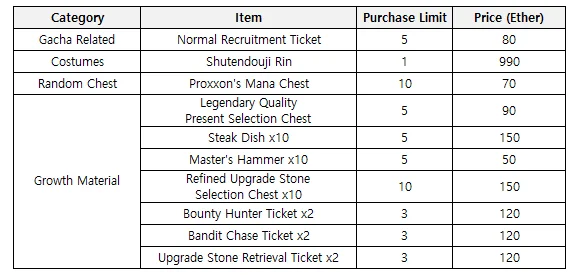 Category Item Purchase Limit Price (Ether)
Gacha Related Normal Recruitment Ticket 5 80
Costumes Shutendouji Rin 1 990
Random Chest Proxxon's Mana Chest 10 70
Growth Material
Legendary Quality
Present Selection Chest 5 90
Steak Dish x10 5 150
Master's Hammer x10 5 50
Refined Upgrade Stone
Selection Chest x10 10 150
Bounty Hunter Ticket x2 3 120
Bandit Chase Ticket x2 3 120
Upgrade Stone Retrieval Ticket x2 3 120